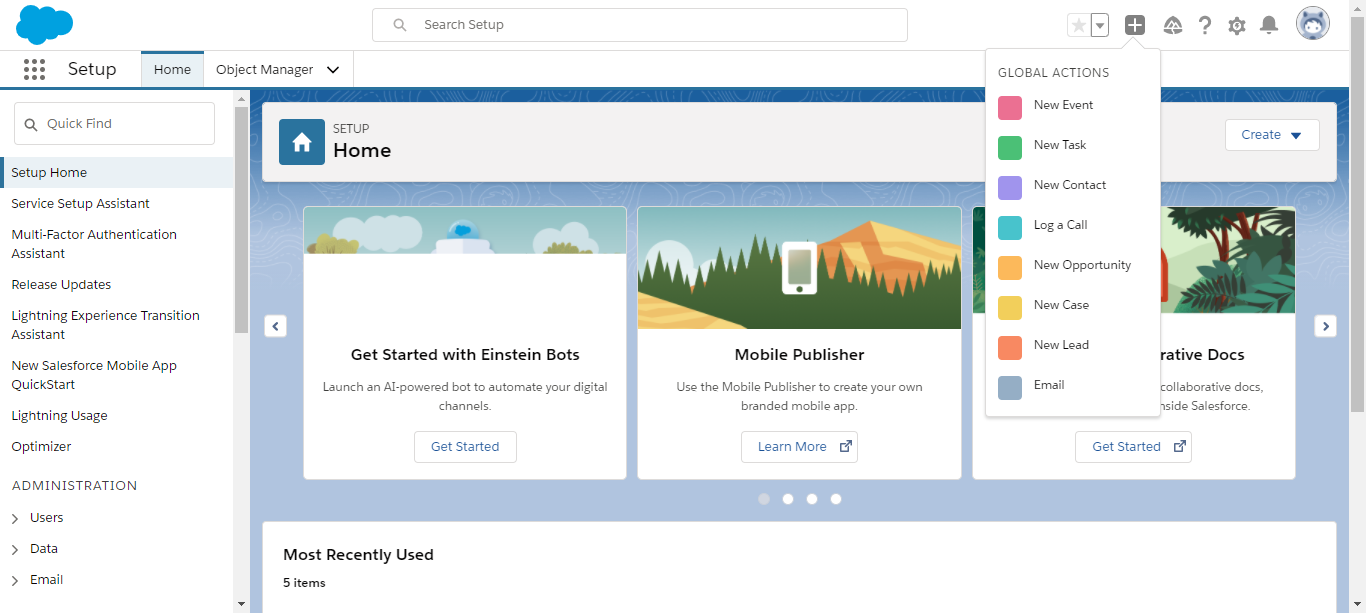 Search Setup
Setup
Home
Object Manager
Quick Find
Setup Home
Service Setup Assistant
Multi-Factor Authentication
Assistant
Release Updates
Lightning Experience Transition
Assistant
New Salesforce Mobile App
QuickStart
Lightning Usage
Optimizer
ADMINISTRATION
Users
Data
Email
SETUP
Home
Create
GLOBAL ACTIONS
New Event
New Task
New Contact
Log a Call
New Opportunity
New Case
New Lead
Email
Get Started with Einstein Bots
Launch an AI-powered bot to automate your digital
channels.
Get Started
Mobile Publisher
Use the Mobile Publisher to create your own
branded mobile app.
Learn More
Docs
collaborative docs,
Salesforce.
Get Started
Most Recently Used
5 items